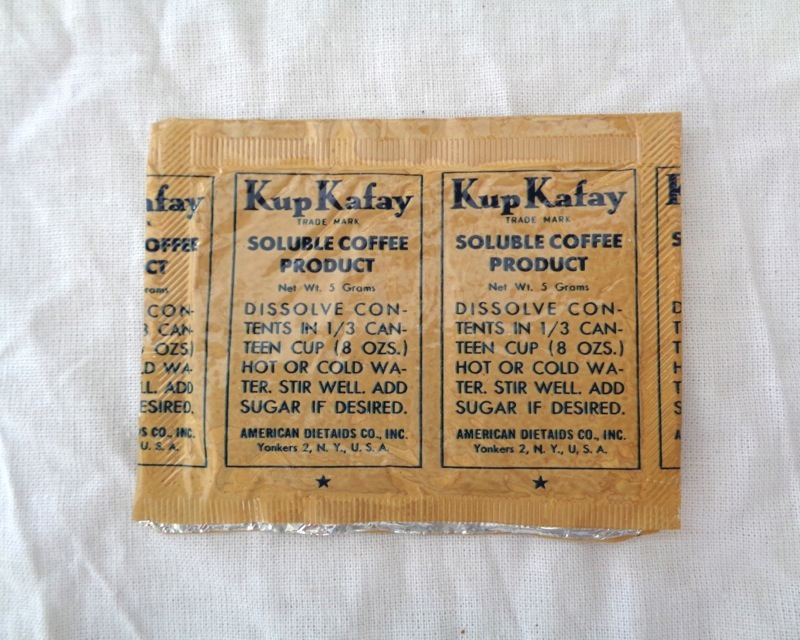 Kup Kafay
TRADE MARK
SOLUBLE COFFEE
PRODUCT
Net Wt. 5 Grams
DISSOLVE CON-
TENTS IN 1/3 CAN-
TEEN CUP (8 OZS.)
HOT OR COLD WA-
TER. STIR WELL. ADD
SUGAR IF DESIRED.
AMERICAN DIETAIDS CO., INC.
Yonkers 2, N. Y., U. S. A.
Kup Kafay
TRADE MARK
SOLUBLE COFFEE
PRODUCT
Net Wt. 5 Grams
DISSOLVE CON-
TENTS IN 1/3 CAN-
TEEN CUP (8 OZS.)
HOT OR COLD WA-
TER. STIR WELL. ADD
SUGAR IF DESIRED.
AMERICAN DIETAIDS CO., INC.
Yonkers 2, N. Y., U. S. A.